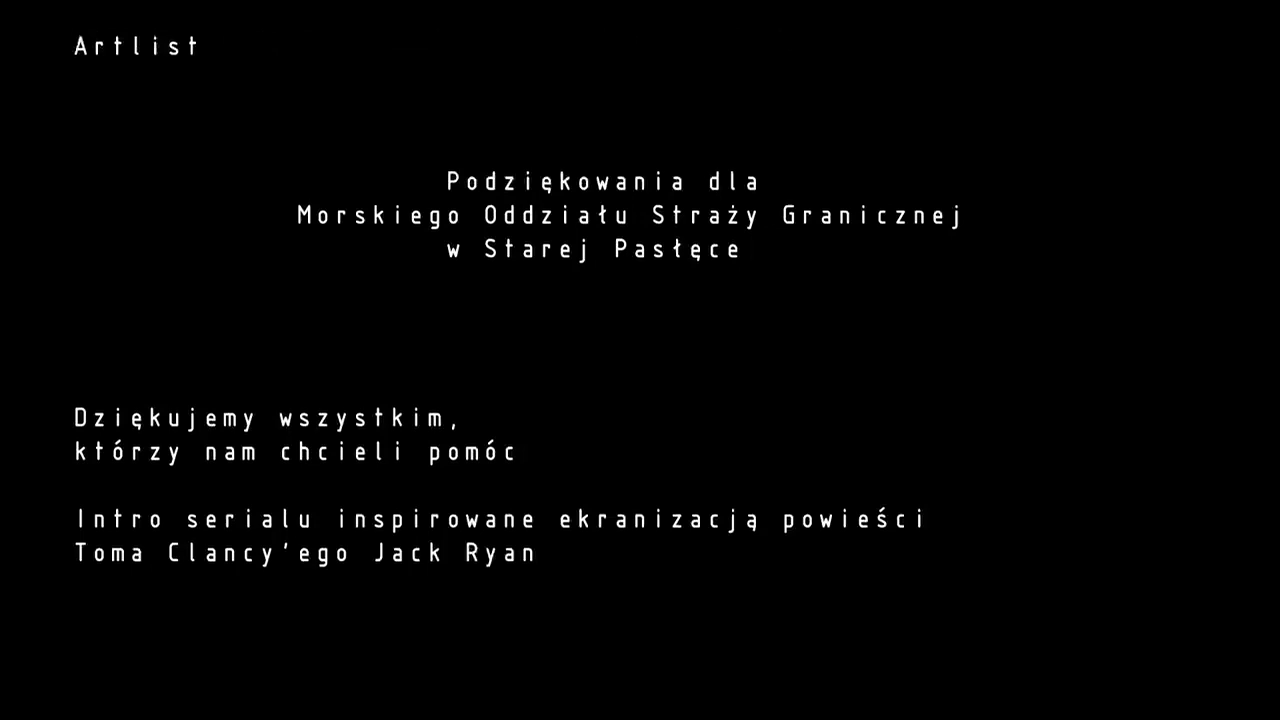 Artlist
Podziękowania dla
Morskiego Oddziału Straży Granicznej
w Starej Pasłęce
Dziękujemy wszystkim,
którzy nam chcieli pomóc
Intro serialu inspirowane ekranizacją powieści
Toma Clancy'ego Jack Ryan